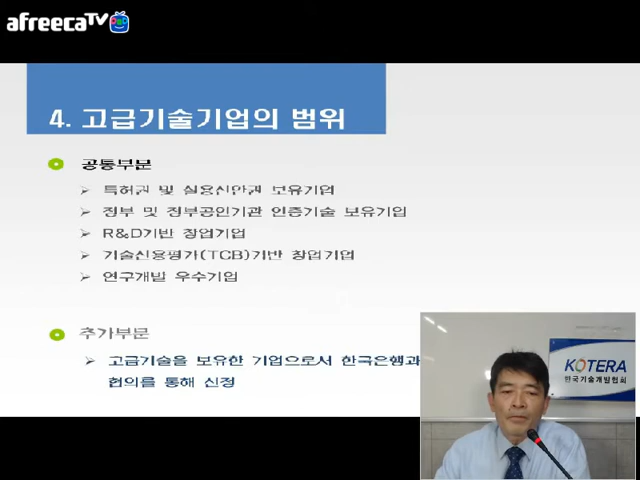 afreecaTV
4. 고급기술기업의 범위
공통부분
특허권 및 실용신안권 보유기업
정부 및 정부공인기관 인증기술 보유기업
R&D기반 창업기업
기술신용평가(TCB)기반 창업기업
연구개발 우수기업
추가부분
고급기술을 보유한 기업으로서 한국은행과
협의를 통해 신청
KOTERA
한국기술개발협회